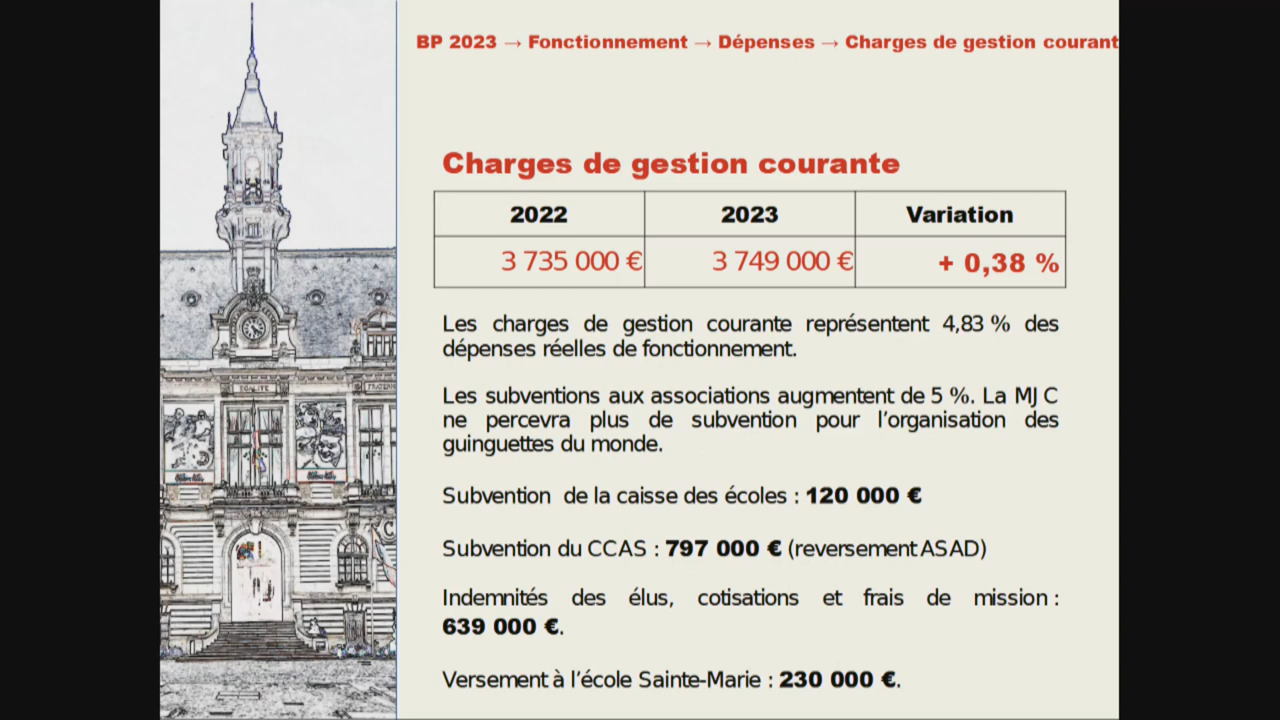 BP 2023 → Fonctionnement → Dépenses → Charges de gestion courant
Charges de gestion courante
2022 2023 Variation
3 735 000 € 3 749 000 € + 0,38 %
Les charges de gestion courante représentent 4,83 % des
dépenses réelles de fonctionnement.
Les subventions aux associations augmentent de 5 %. La MJC
ne percevra plus de subvention pour l’organisation des
guinguettes du monde.
Subvention de la caisse des écoles : 120 000 €
Subvention du CCAS : 797 000 € (reversement ASAD)
Indemnités des élus, cotisations et frais de mission :
639 000 €.
Versement à l’école Sainte-Marie : 230 000 €.
EGALITE